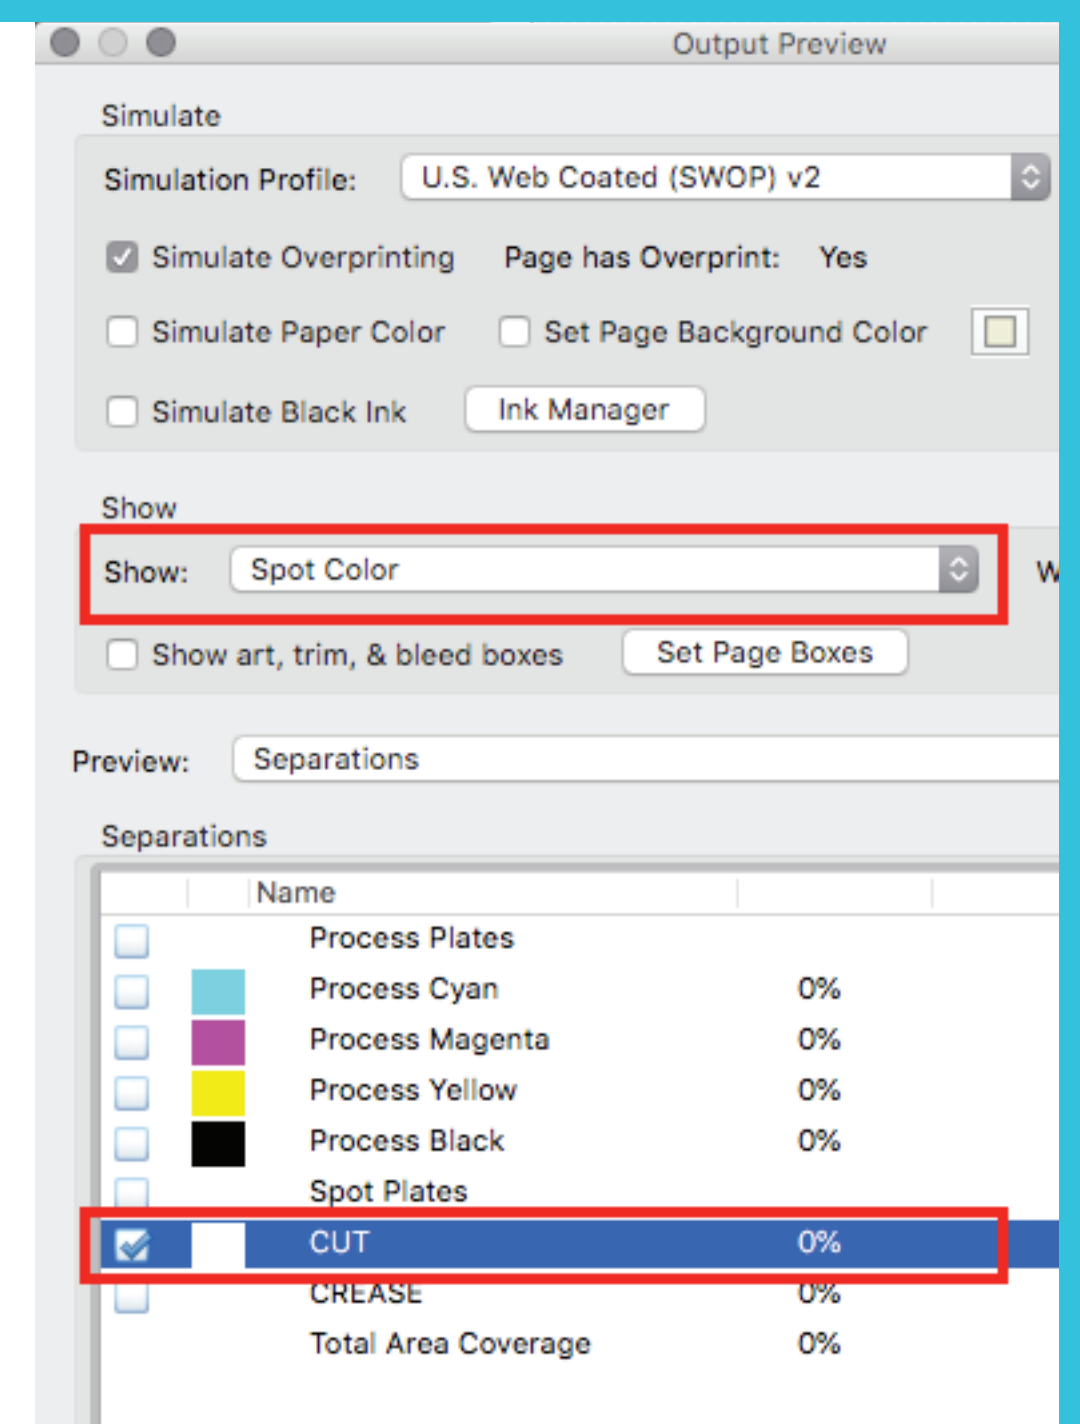 Output Preview
Simulate
Simulation Profile: U.S. Web Coated (SWOP) v2
Simulate Overprinting Page has Overprint: Yes
Simulate Paper Color Set Page Background Color
Simulate Black Ink Ink Manager
Show
Show: Spot Color W
Show art, trim, & bleed boxes Set Page Boxes
Preview: Separations
Separations
Name
Process Plates
Process Cyan 0%
Process Magenta 0%
Process Yellow 0%
Process Black 0%
Spot Plates
CUT 0%
CREASE 0%
Total Area Coverage 0%